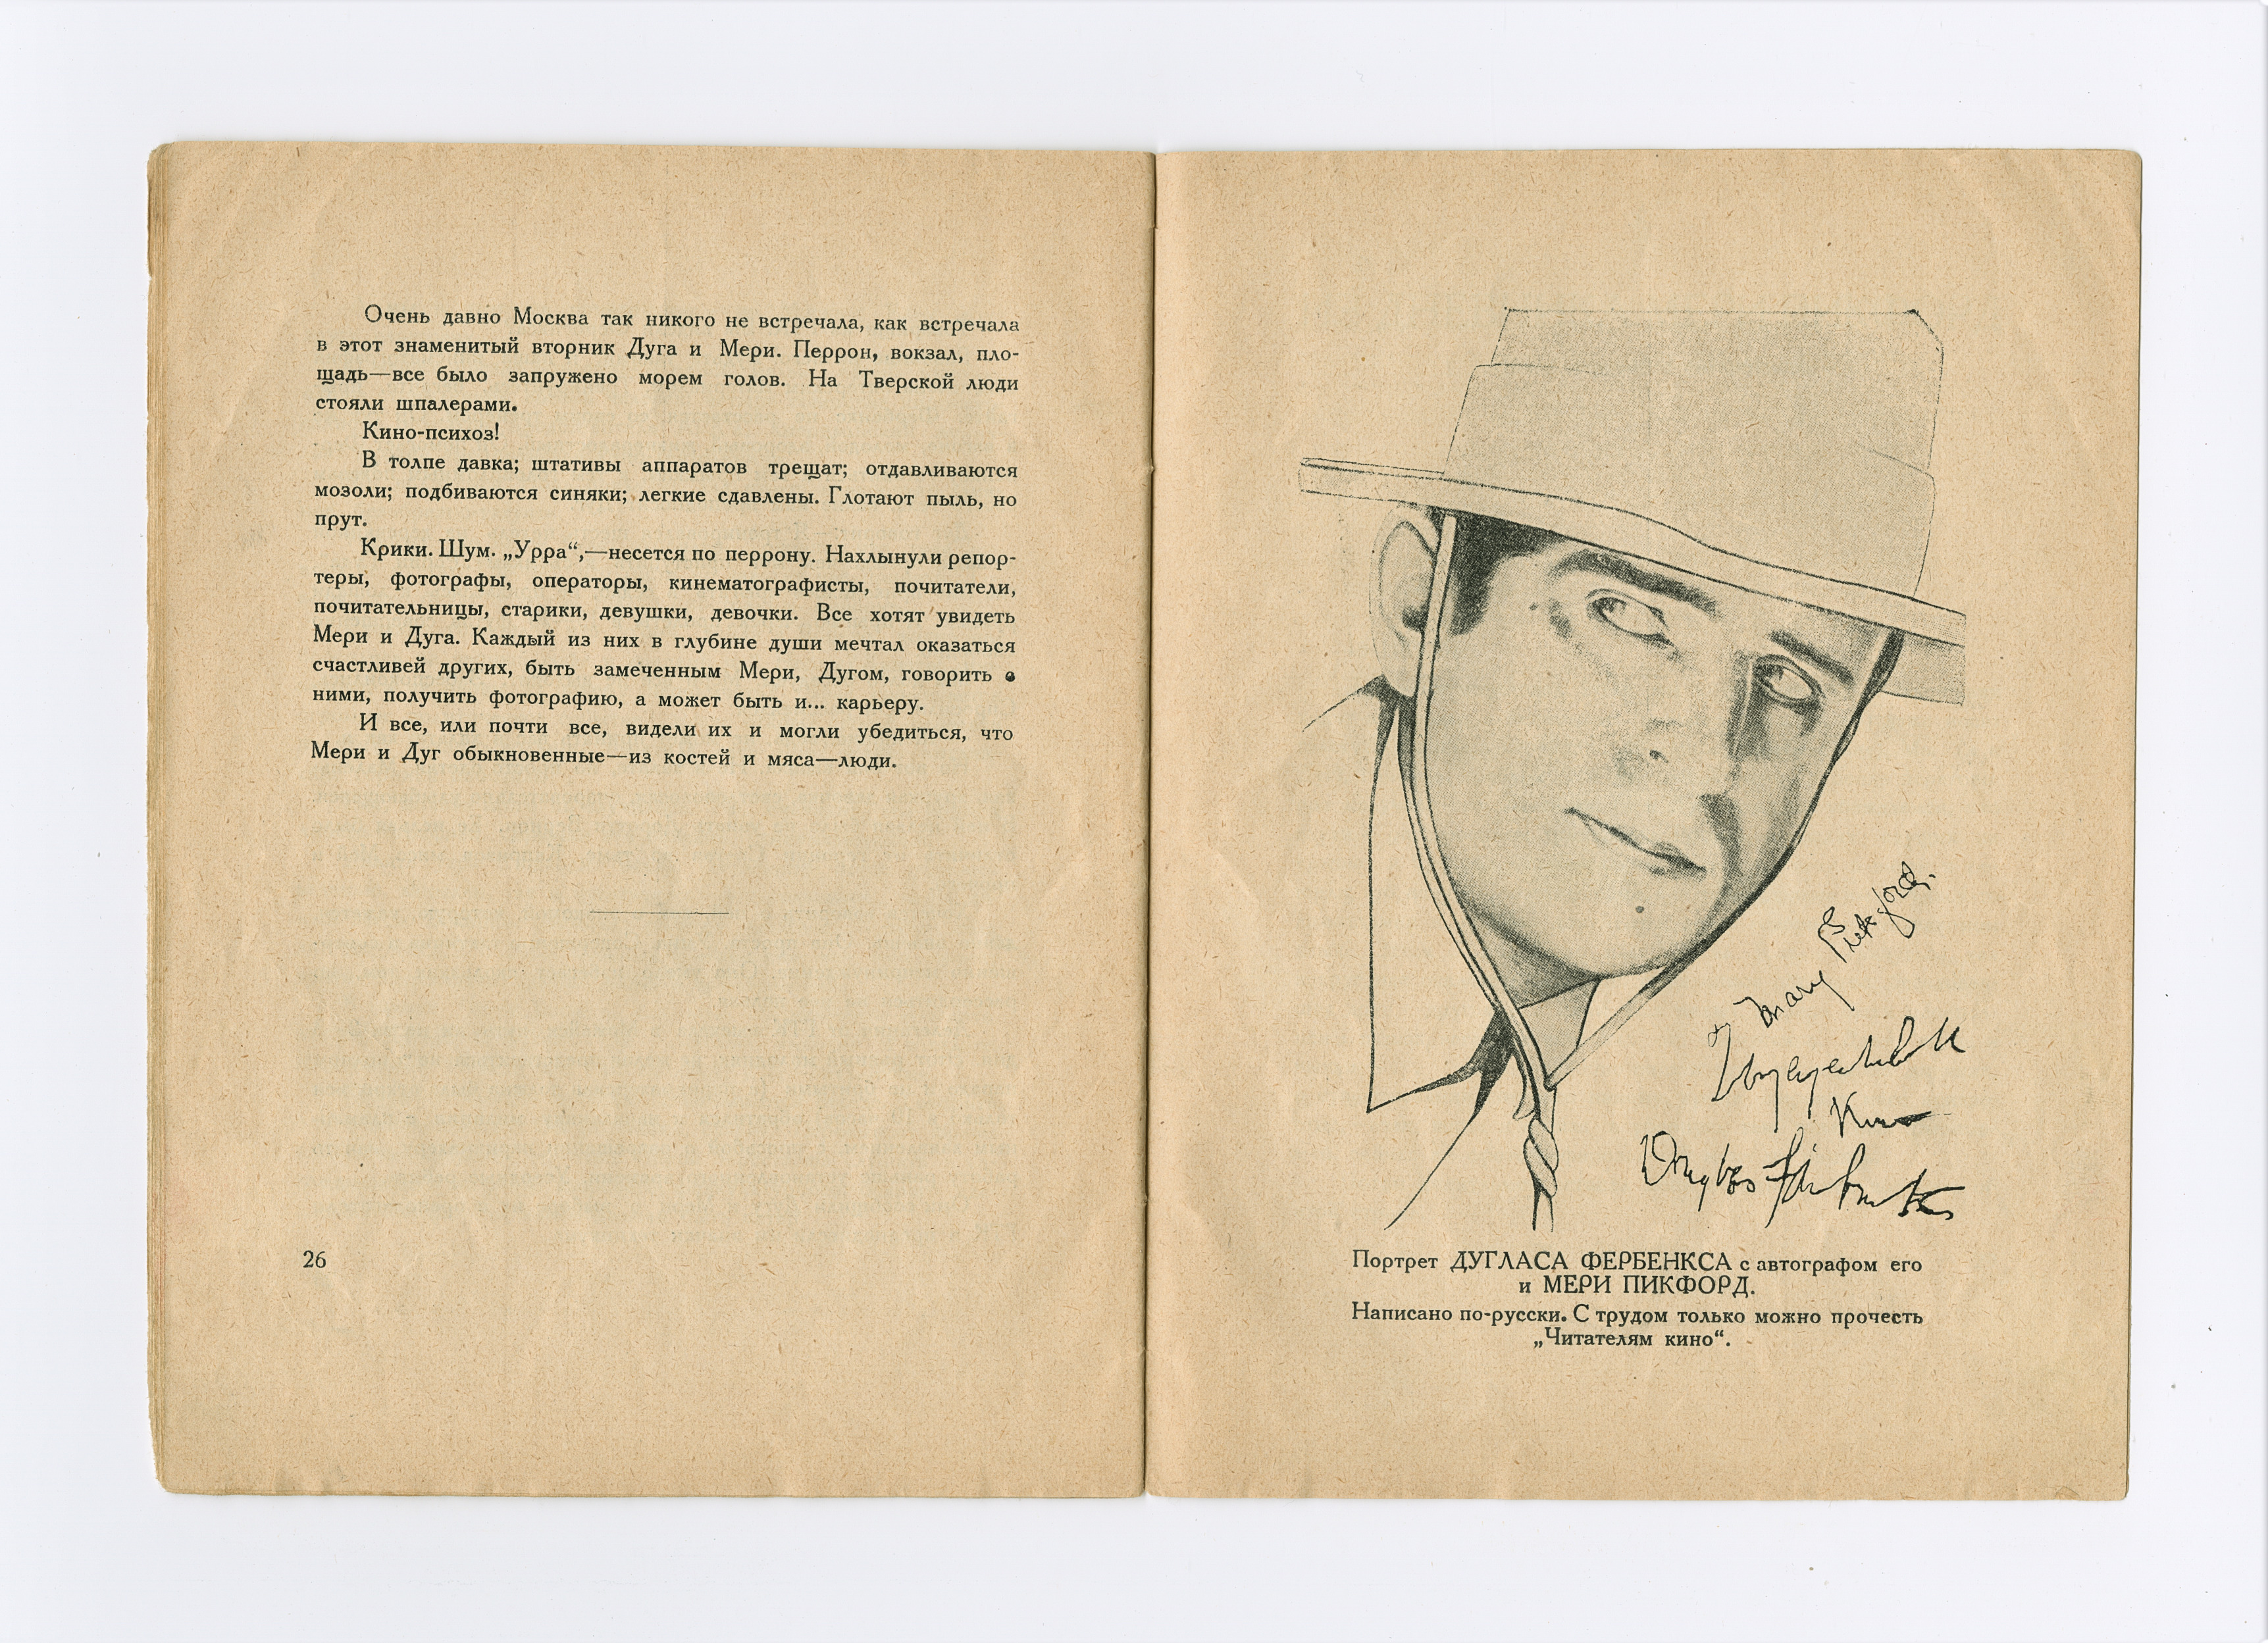 Очень давно Москва так никого не встречала, как встречала
в этот знаменитый вторник Дуга и Мери. Перрон, вокзал, пло-
щадь—все было запружено морем голов. На Тверской люди
стояли шпалерами.
Кино-психоз!
В толпе давка; штативы аппаратов трещат; отдавливаются
мозоли; подбиваются синяки; легкие сдавлены. Глотают пыль, но
прут.
Крики. Шум. „Урра“,—несется по перрону. Нахлынули репор-
теры, фотографы, операторы, кинематографисты, почитатели,
почитательницы, старики, девушки, девочки. Все хотят увидеть
Мери и Дуга. Каждый из них в глубине души мечтал оказаться
счастливей других, быть замеченным Мери, Дугом, говорить с
ними, получить фотографию, а может быть и... карьеру.
И все, или почти все, видели их и могли убедиться, что
Мери и Дуг обыкновенные—из костей и мяса—люди.
26
Mary Pickford.
Кино
Douglas Fairbanks
Портрет ДУГЛАСА ФЕРБЕНКСА с автографом его
и МЕРИ ПИКФОРД.
Написано по-русски. С трудом только можно прочесть
„Читателям кино“.